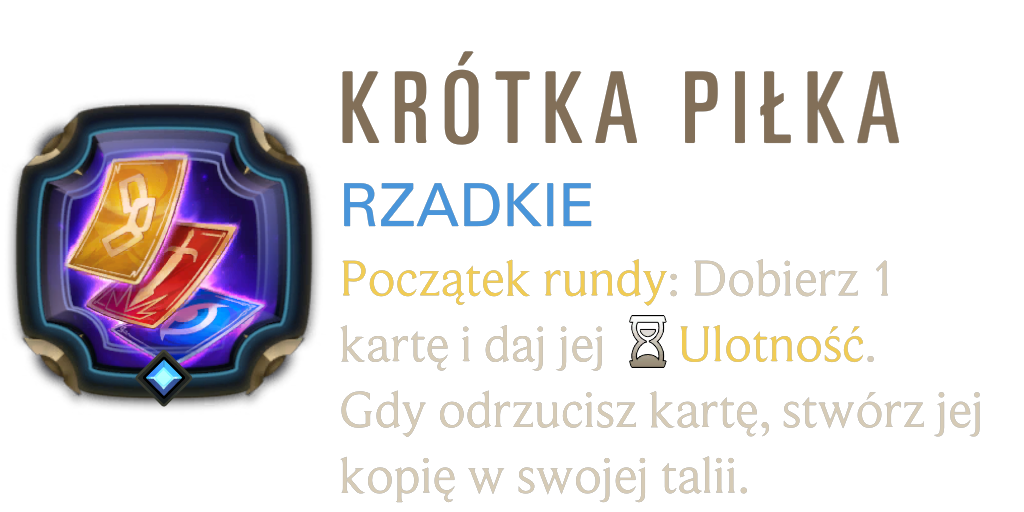 KRÓTKA PIŁKA
RZADKIE
Początek rundy: Dobierz 1
kartę i daj jej Ulotność.
Gdy odrzucisz kartę, stwórz jej
kopię w swojej talii.